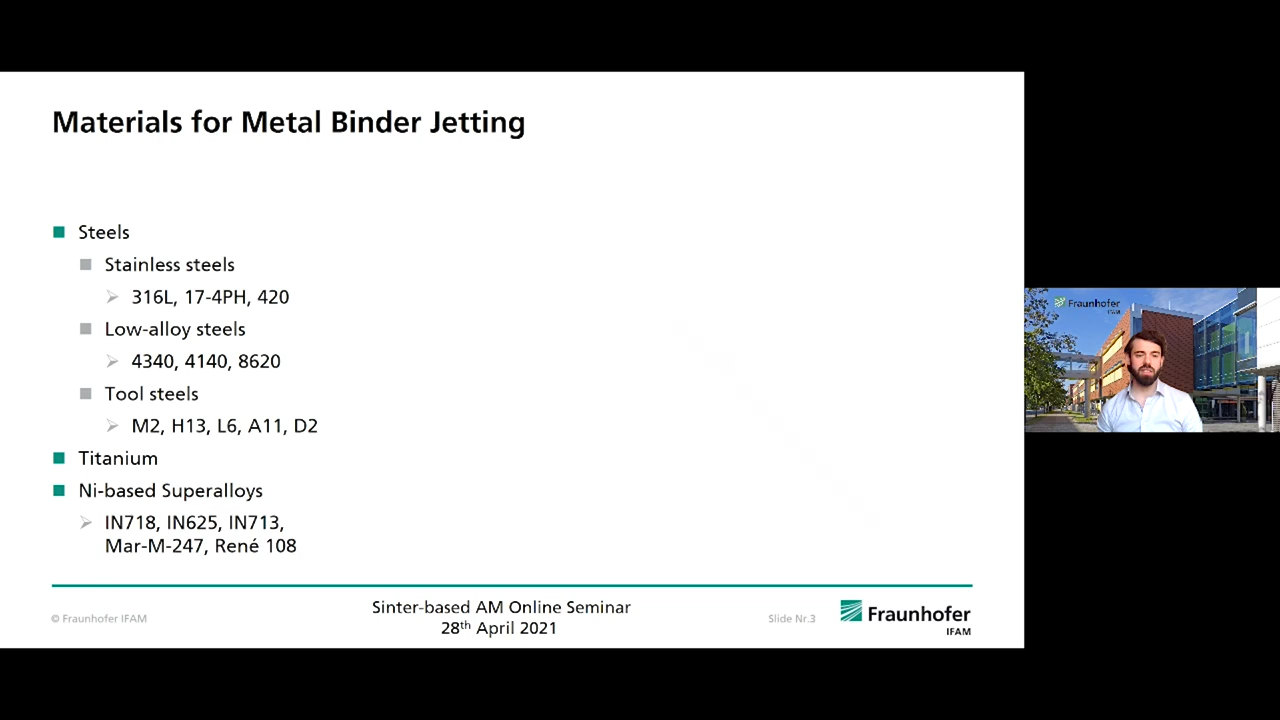 Materials for Metal Binder Jetting
Steels
Stainless steels
316L, 17-4PH, 420
Low-alloy steels
4340, 4140, 8620
Tool steels
M2, H13, L6, A11, D2
Titanium
Ni-based Superalloys
IN718, IN625, IN713,
Mar-M-247, René 108
© Fraunhofer IFAM
Sinter-based AM Online Seminar
28th April 2021
Slide Nr.3
Fraunhofer
IFAM
Fraunhofer
IFAM